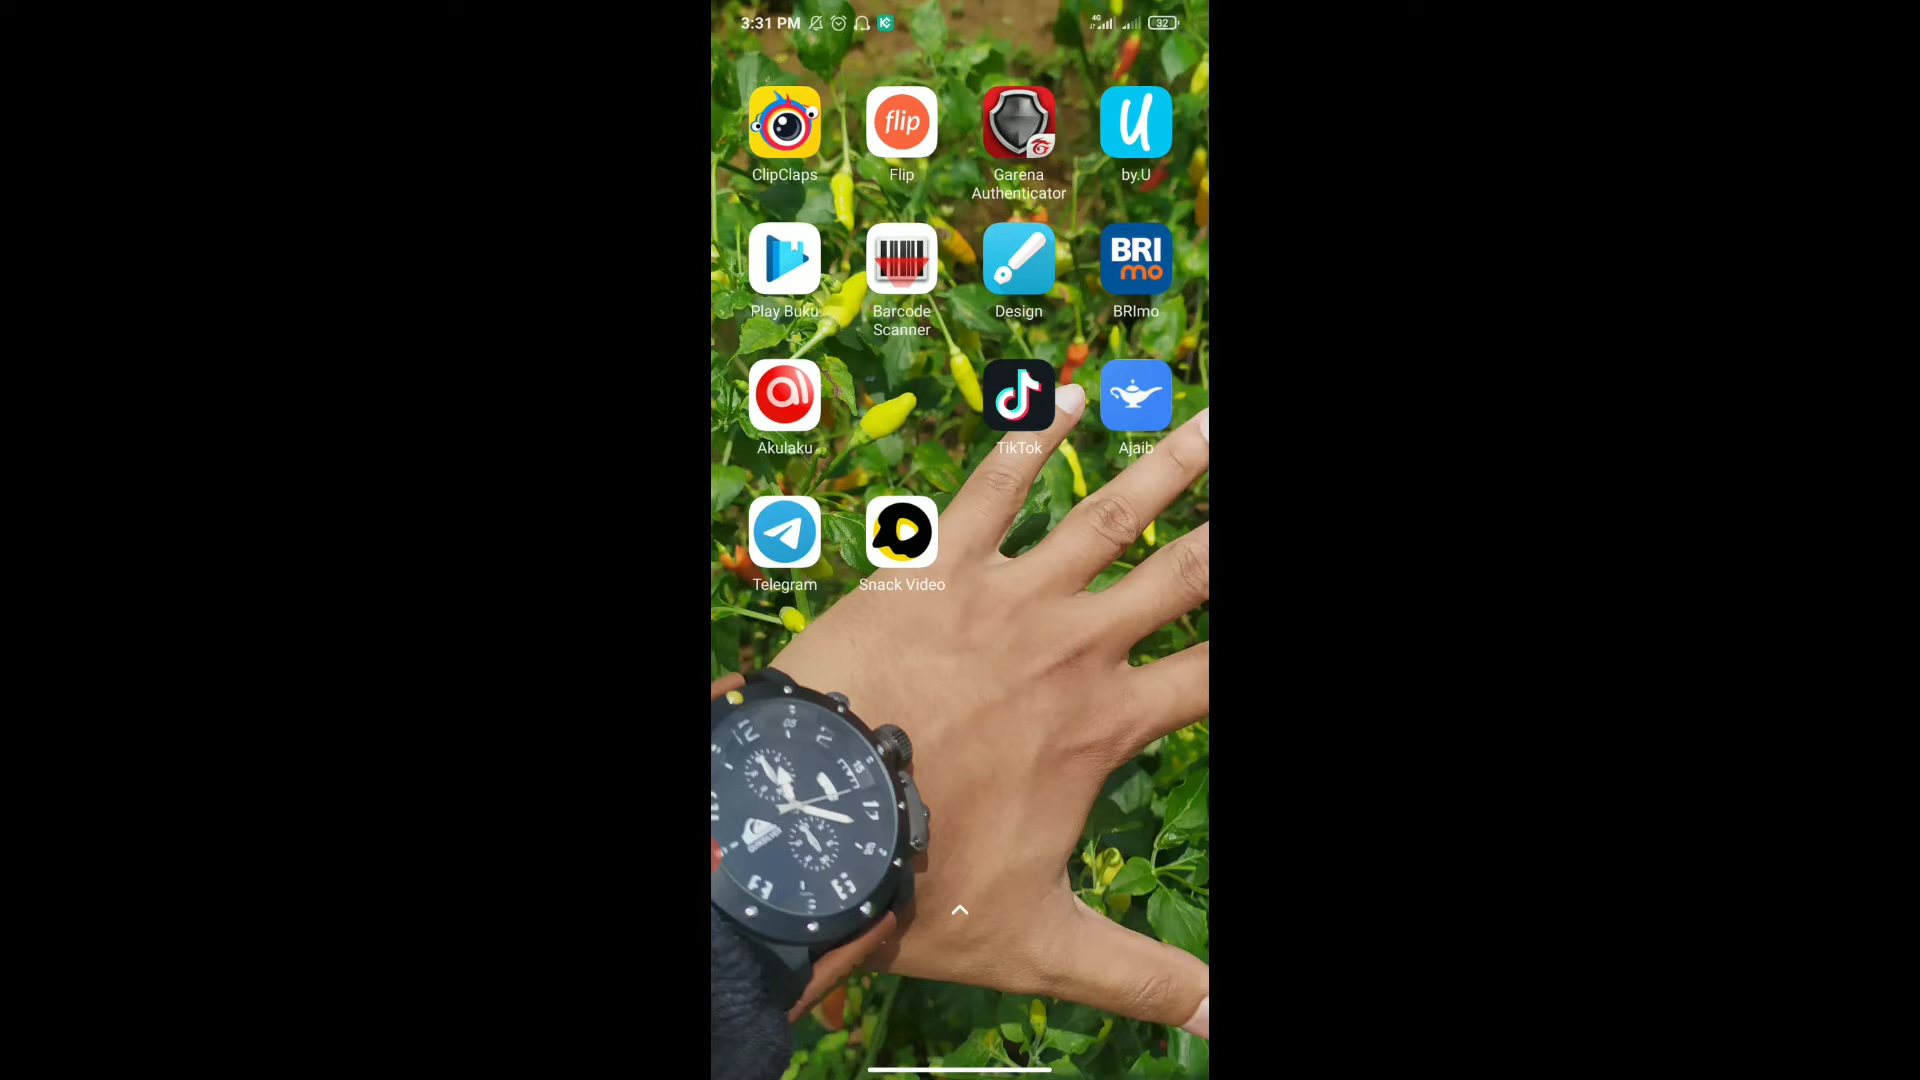 3:31 PM
4G
32
flip
U
ClipClaps
Flip
Garena
Authenticator
by.U
BRI
mo
Play Buku
Barcode
Scanner
Design
BRImo
Akulaku
TikTok
Ajaib
Telegram
Snack Video